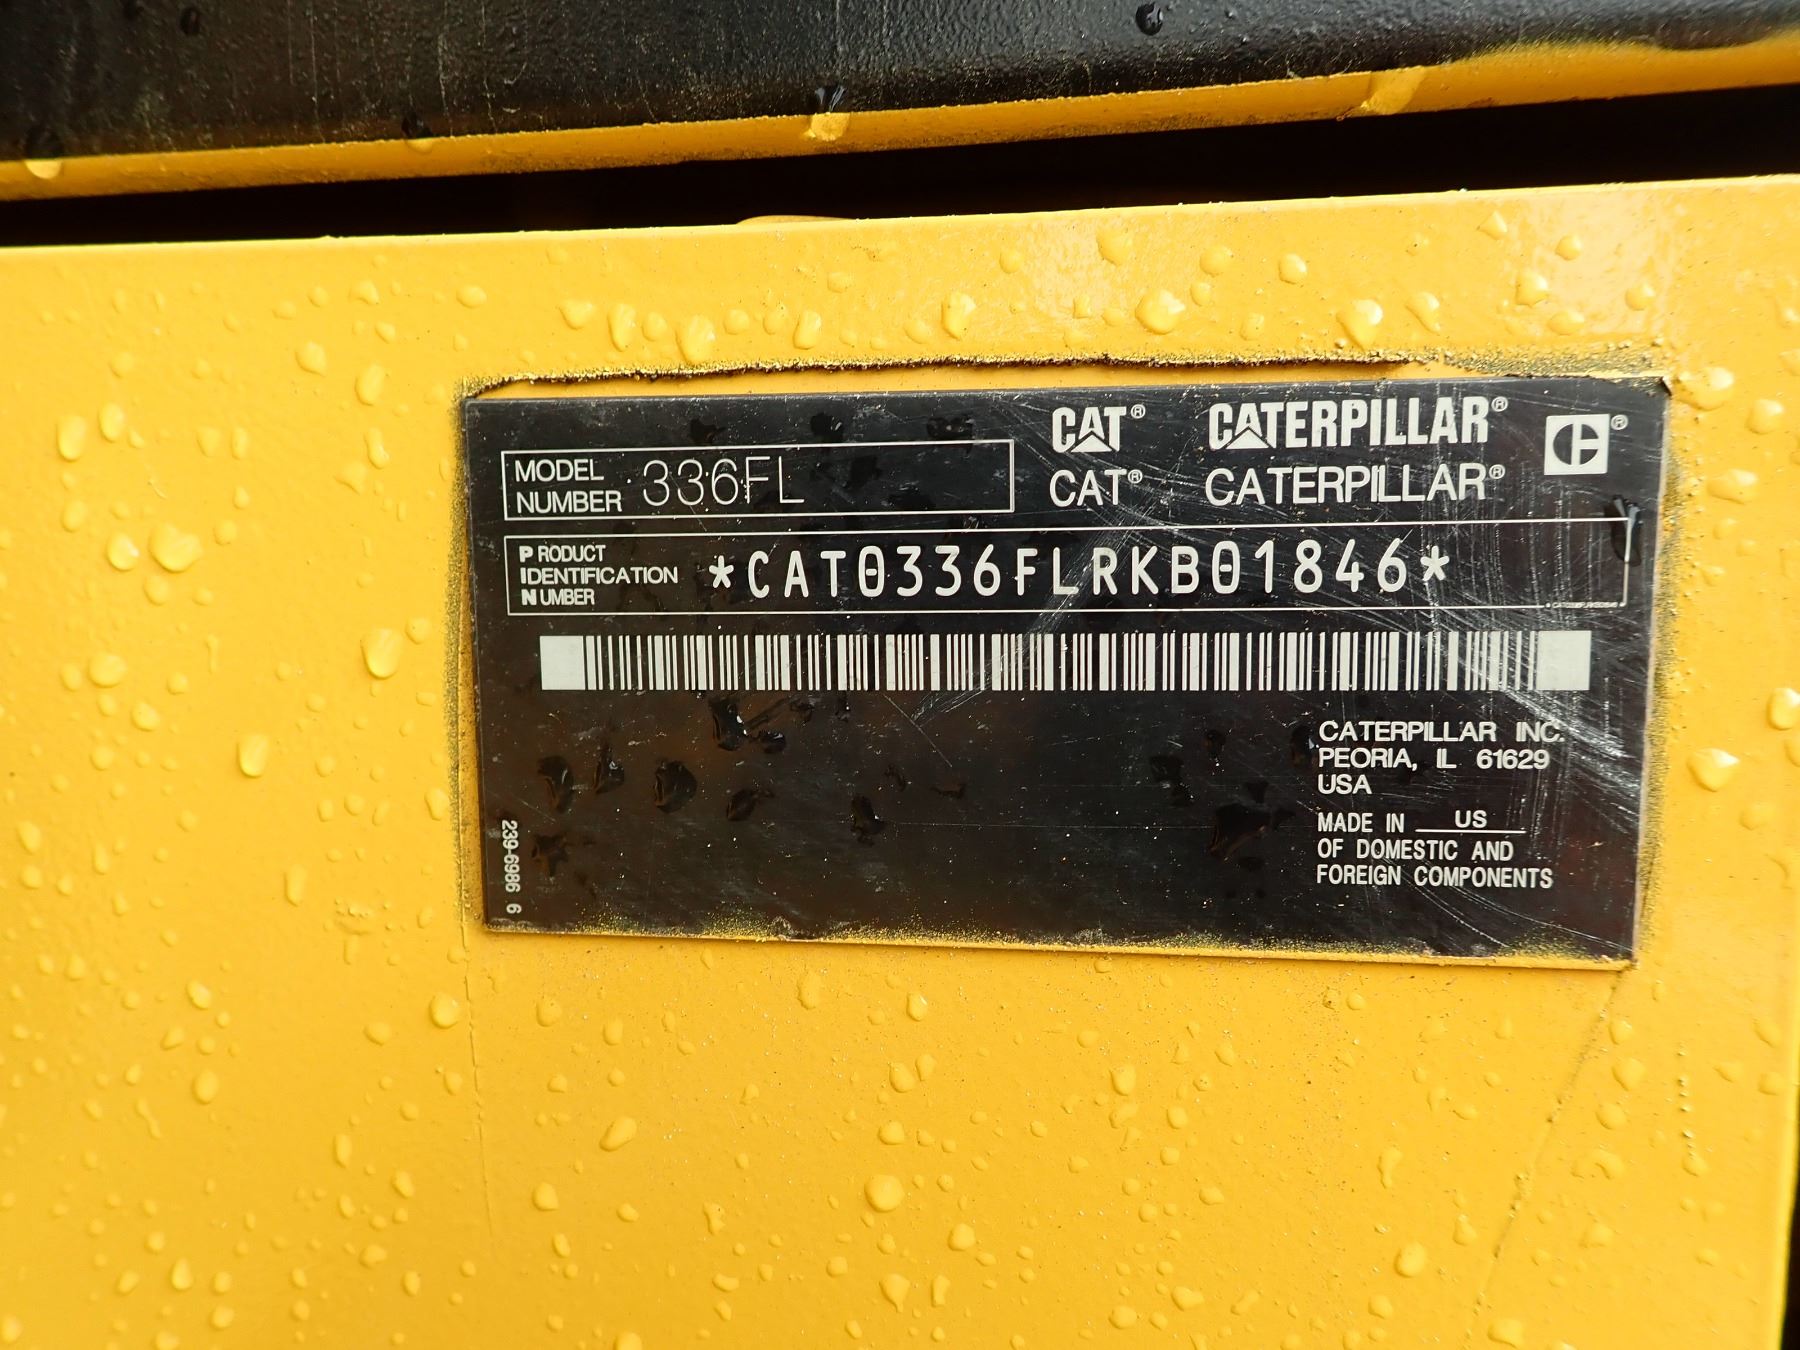 CAT® CATERPILLAR®
CAT® CATERPILLAR®
MODEL NUMBER 336FL
PRODUCT IDENTIFICATION NUMBER *CAT0336FLRKB01846*
CATERPILLAR INC.
PEORIA, IL 61629
USA
MADE IN US
OF DOMESTIC AND
FOREIGN COMPONENTS
239-6986 6